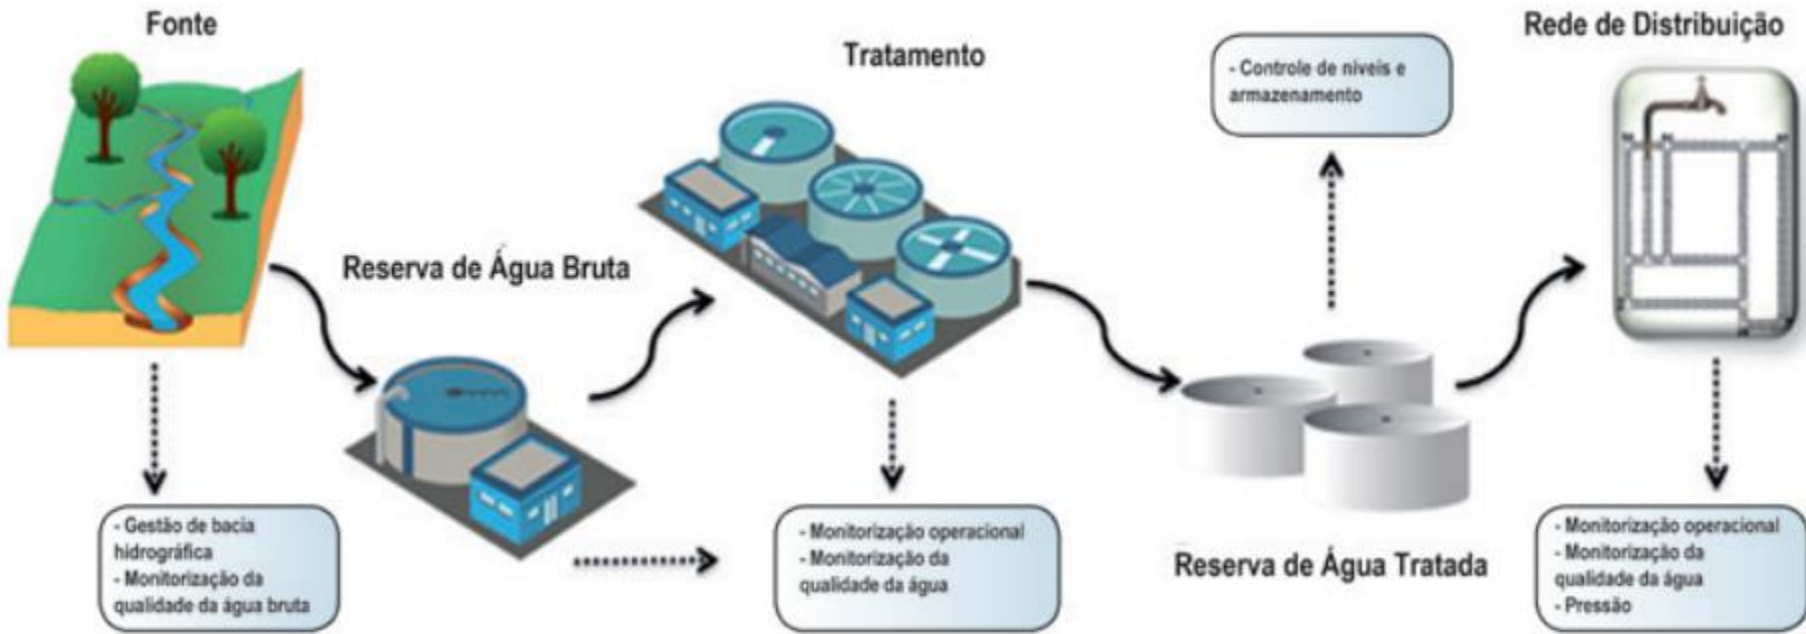 Fonte
Tratamento
- Controle de níveis e
armazenamento
Rede de Distribuição
Reserva de Água Bruta
- Gestão de bacia
hidrográfica
- Monitorização da
qualidade da água bruta
- Monitorização operacional
- Monitorização da
qualidade da água
Reserva de Água Tratada
- Monitorização operacional
- Monitorização da
qualidade da água
- Pressão